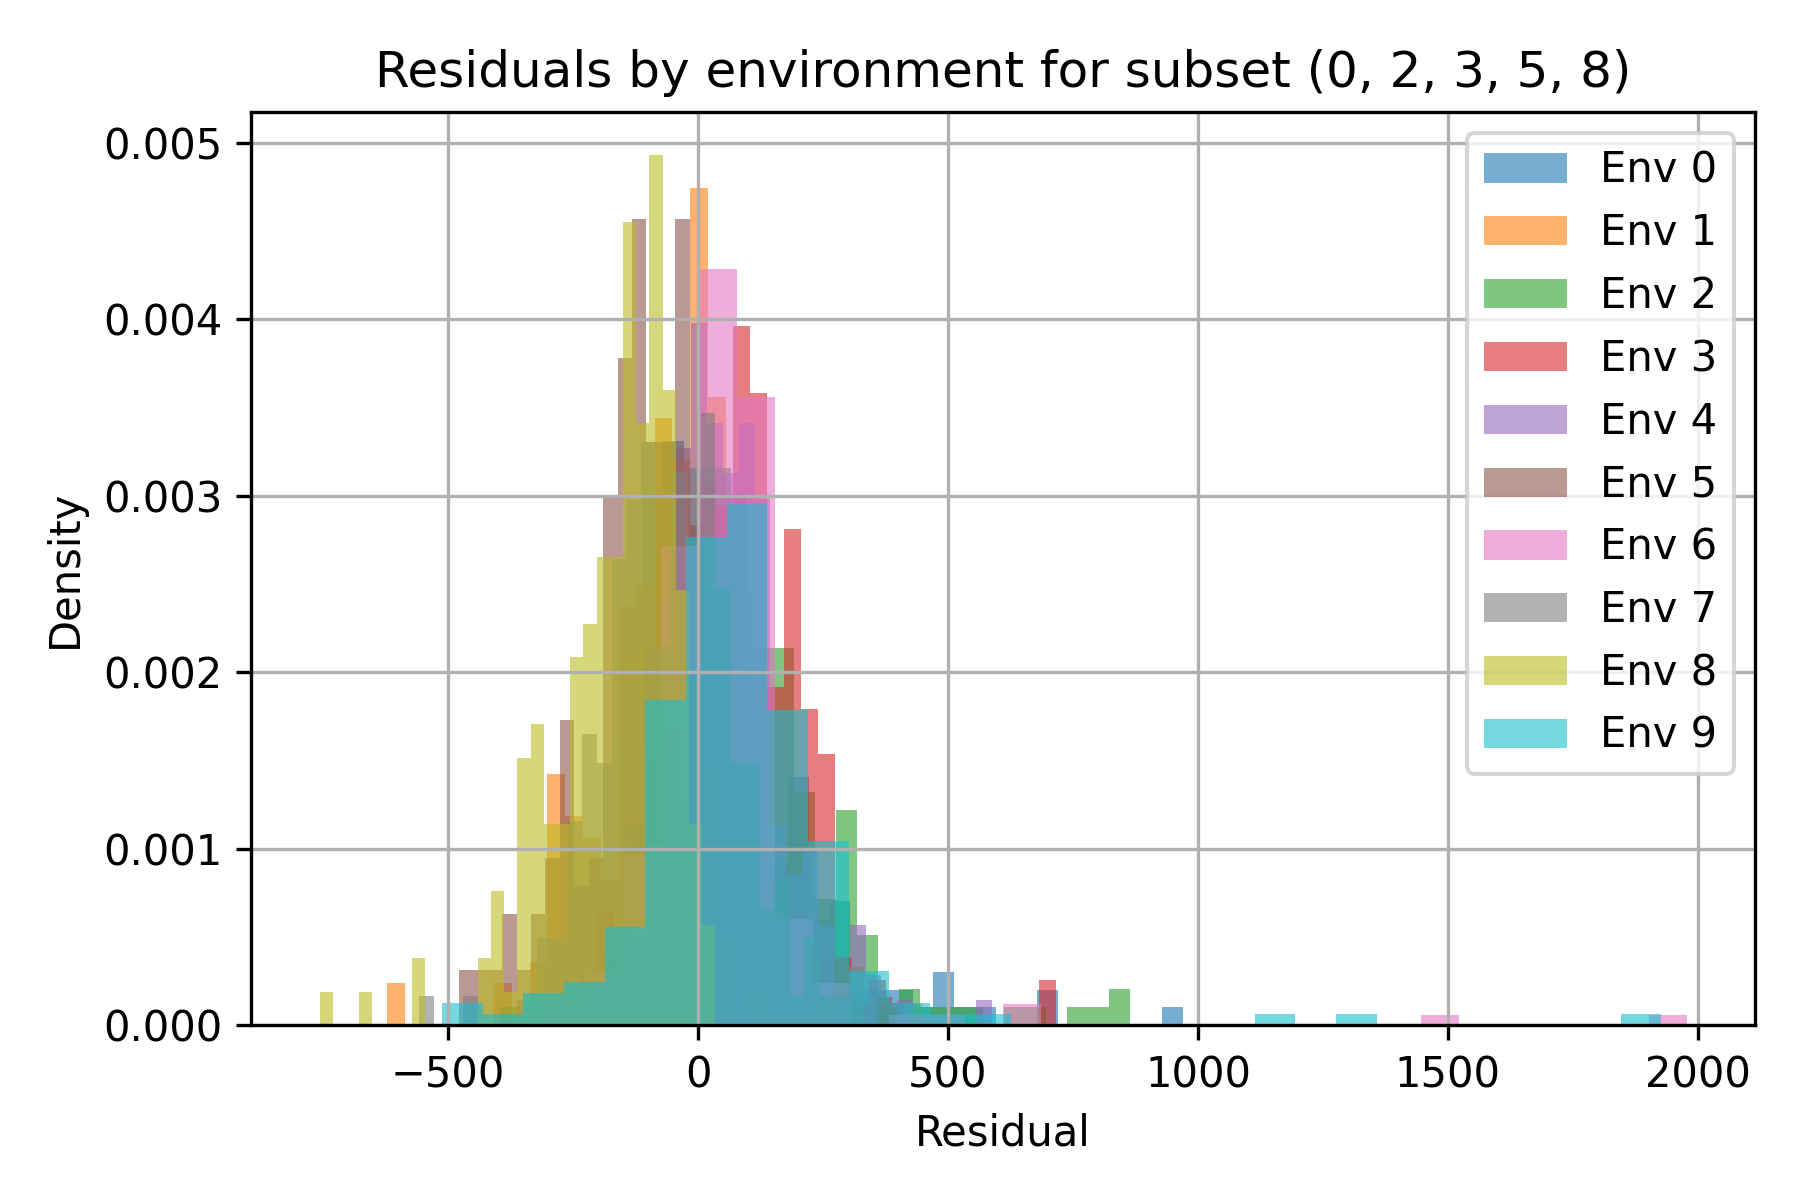 Residuals by environment for subset (0, 2, 3, 5, 8)
0.005
0.004
0.003
0.002
0.001
0.000
Density
−500
0
500
1000
1500
2000
Residual
Env 0
Env 1
Env 2
Env 3
Env 4
Env 5
Env 6
Env 7
Env 8
Env 9